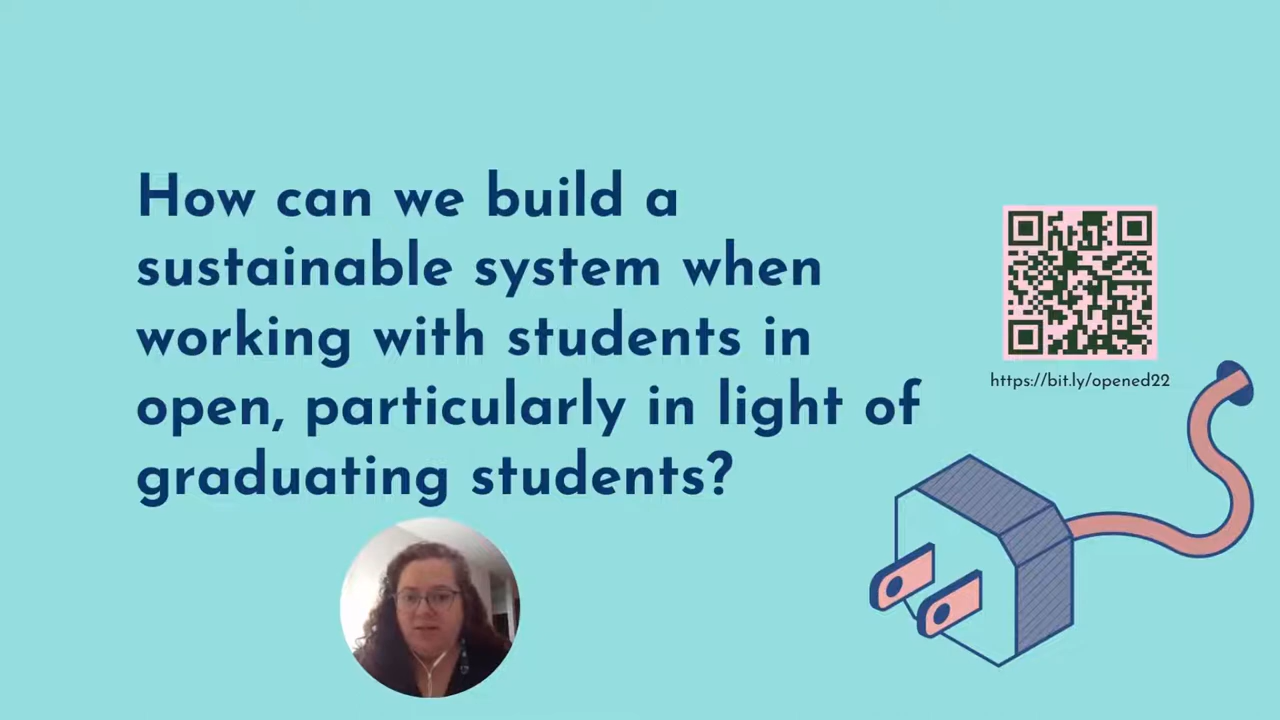 How can we build a
sustainable system when
working with students in
open, particularly in light of
graduating students?
https://bit.ly/opened22